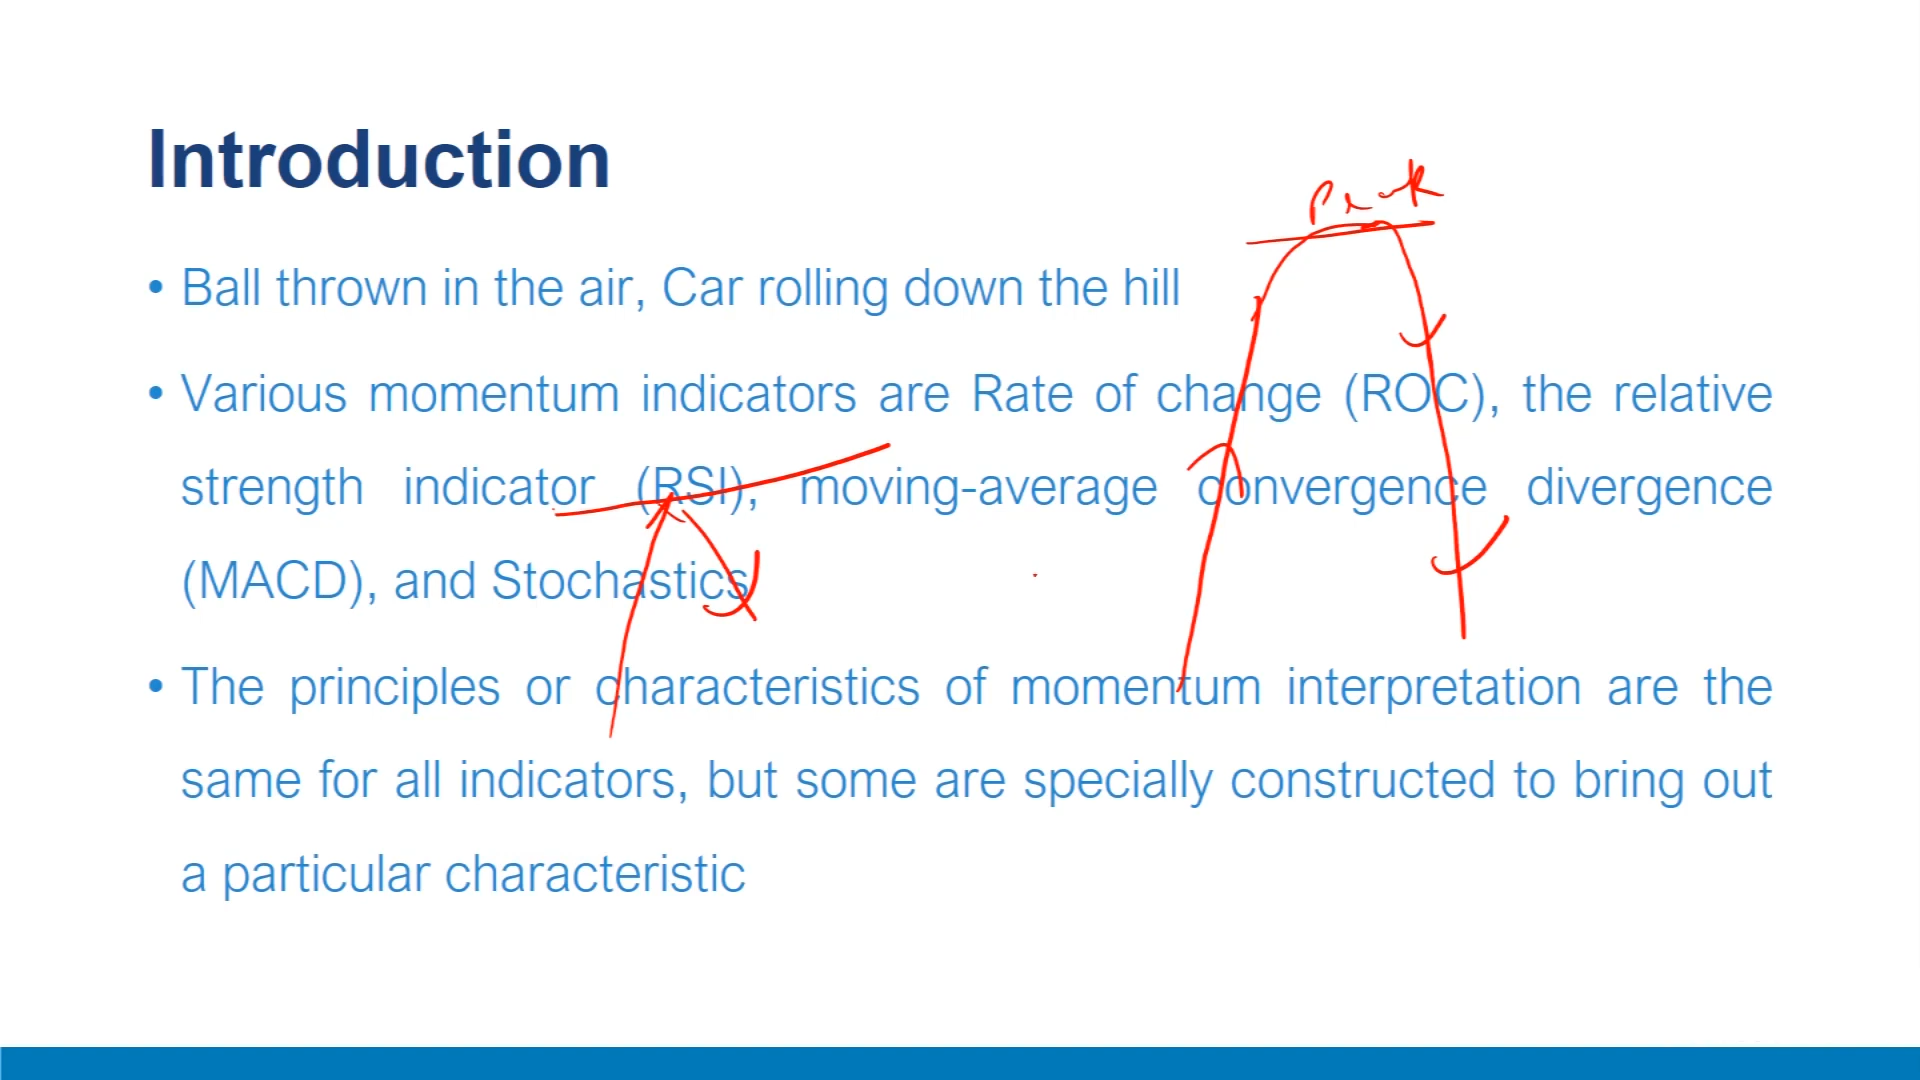 Introduction
Peak
• Ball thrown in the air, Car rolling down the hill
• Various momentum indicators are Rate of change (ROC), the relative
strength indicator (RSI), moving-average convergence divergence
(MACD), and Stochastics
• The principles or characteristics of momentum interpretation are the
same for all indicators, but some are specially constructed to bring out
a particular characteristic